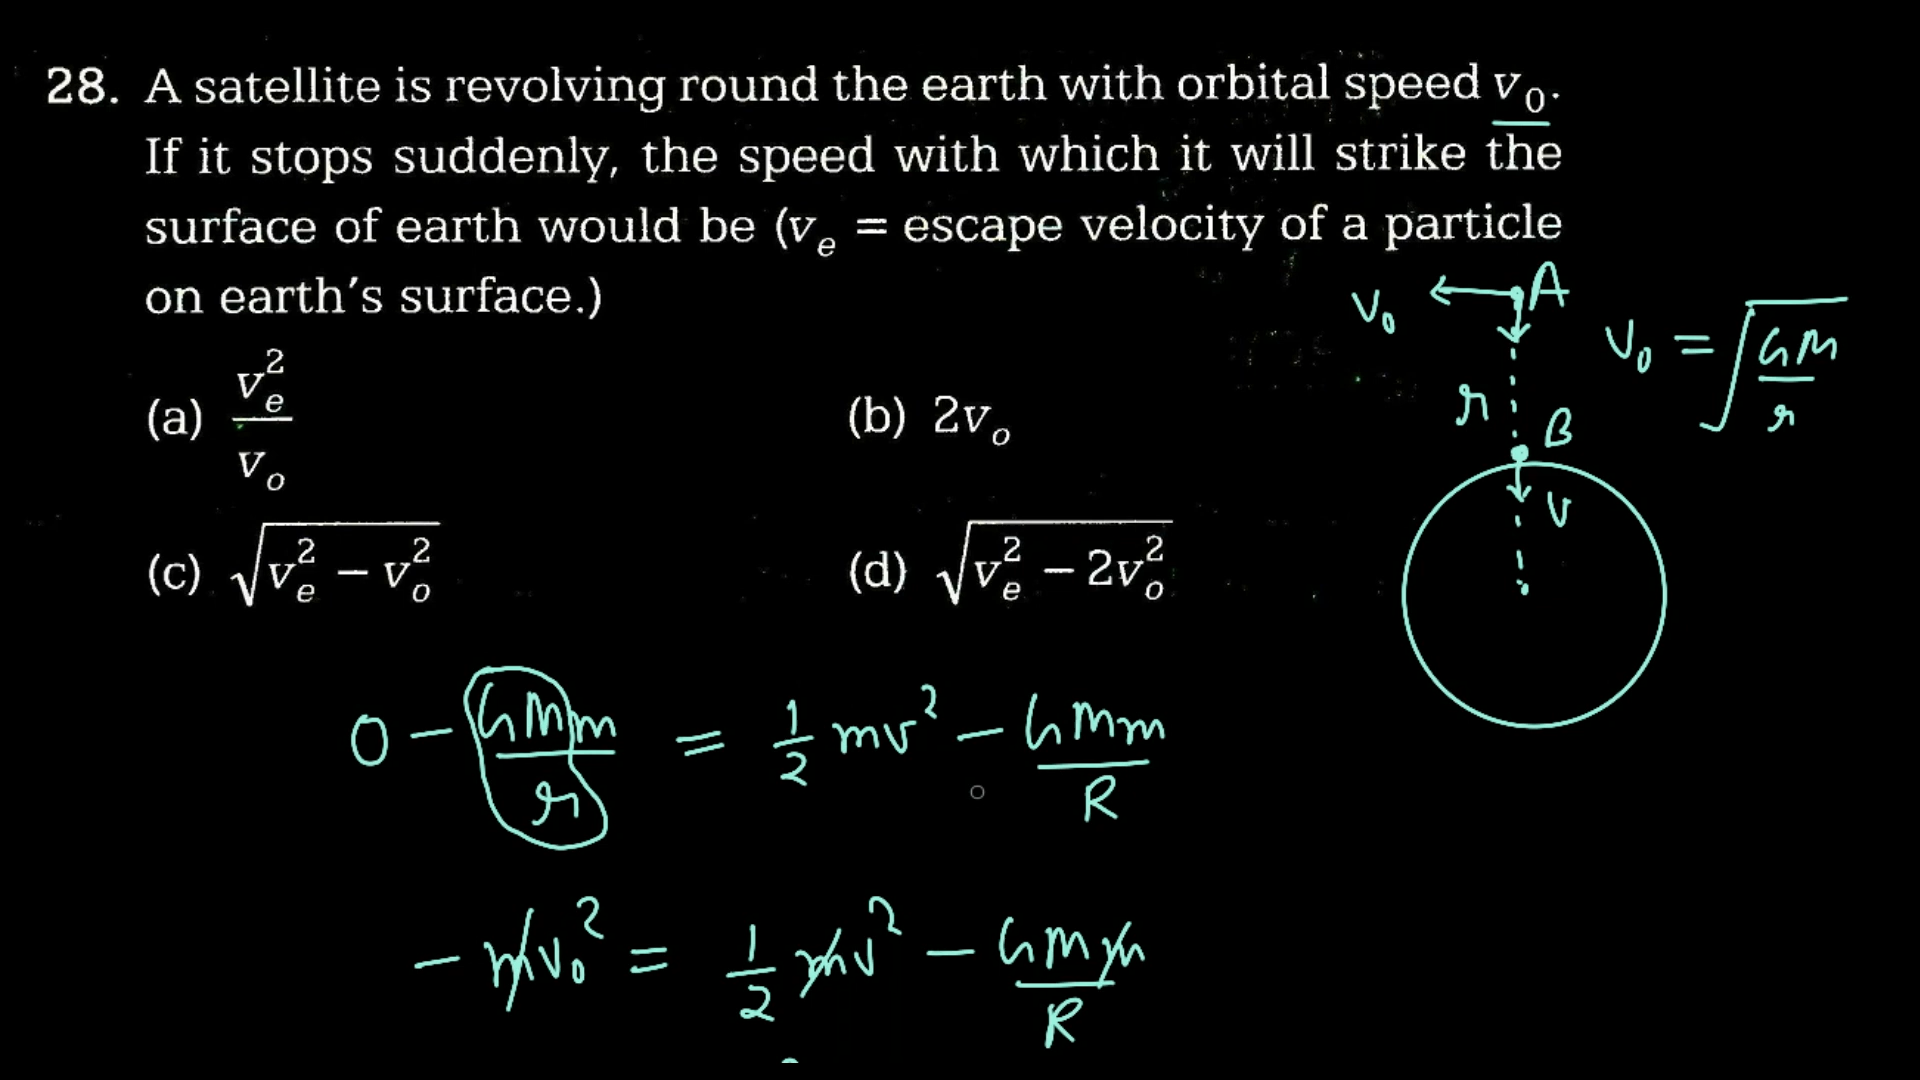 28. A satellite is revolving round the earth with orbital speed v₀.
If it stops suddenly, the speed with which it will strike the
surface of earth would be (vₑ = escape velocity of a particle
on earth's surface.)
(a) vₑ²/vₒ (b) 2vₒ
(c) √(vₑ² − vₒ²) (d) √(vₑ² − 2vₒ²)
A
V₀
V₀ = √(GM/r)
r
B
V
0 − GMm/r = 1/2 mv² − GMm/R
− mv₀² = 1/2 mv² − GMm/R